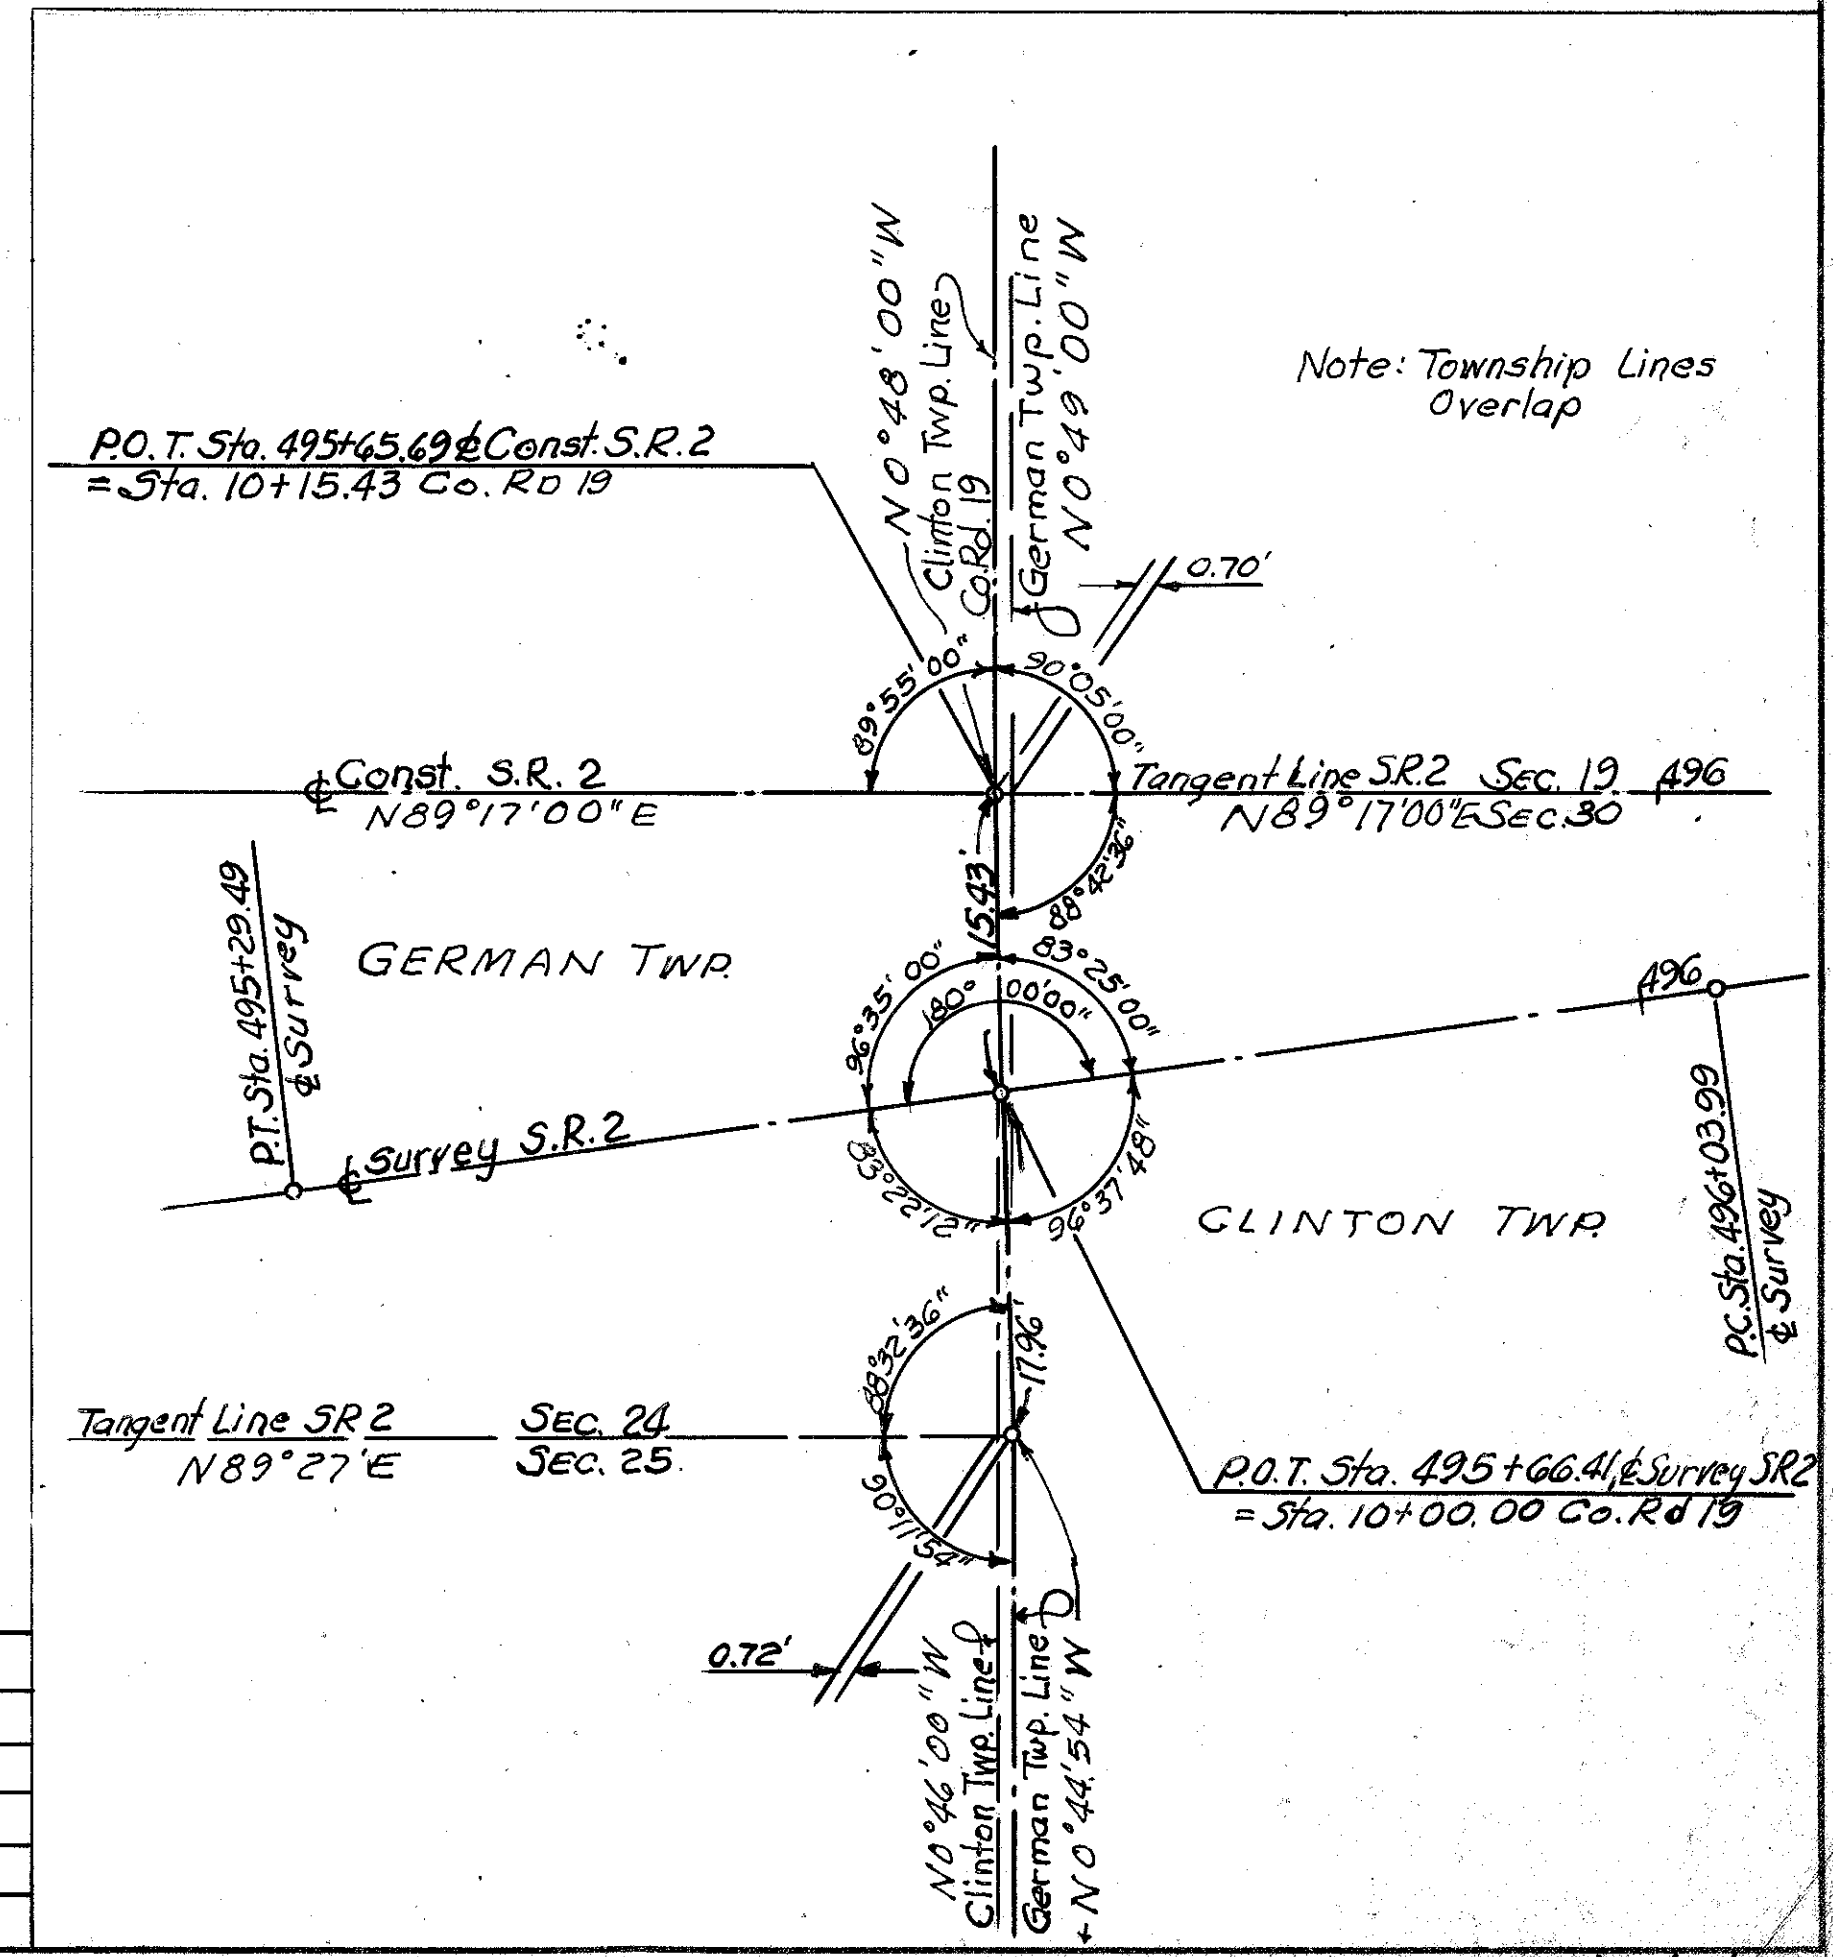 N 0° 48' 00" W
Clinton Twp. Line
Co. Rd. 19
German Twp. Line
N 0° 49' 00" W
Note: Township Lines
Overlap
P.O.T. Sta. 495+65.69 ℄ Const. S.R. 2
= Sta. 10+15.43 Co. RD 19
0.70'
89°55'00"
90°05'00"
℄ Const. S.R. 2
N 89°17'00" E
Tangent Line S.R.2 SEC. 19 496
N 89°17'00" E SEC. 30
88°42'36"
15.43'
P.T. Sta. 495+29.49
℄ Survey
GERMAN TWP.
96°35'00"
83°25'00"
180° 00'00"
496
℄ Survey S.R.2
83°22'12"
96°37'48"
CLINTON TWP.
P.C. Sta. 496+03.99
℄ Survey
88°32'36"
17.96'
Tangent Line SR 2 SEC. 24
N 89°27' E SEC. 25
90°11'54"
P.O.T. Sta. 495+66.41, ℄ Survey SR2
= Sta. 10+00.00 Co. Rd 19
0.72'
N 0° 46' 00" W
Clinton Twp. Line
German Twp. Line
N 0° 44' 54" W